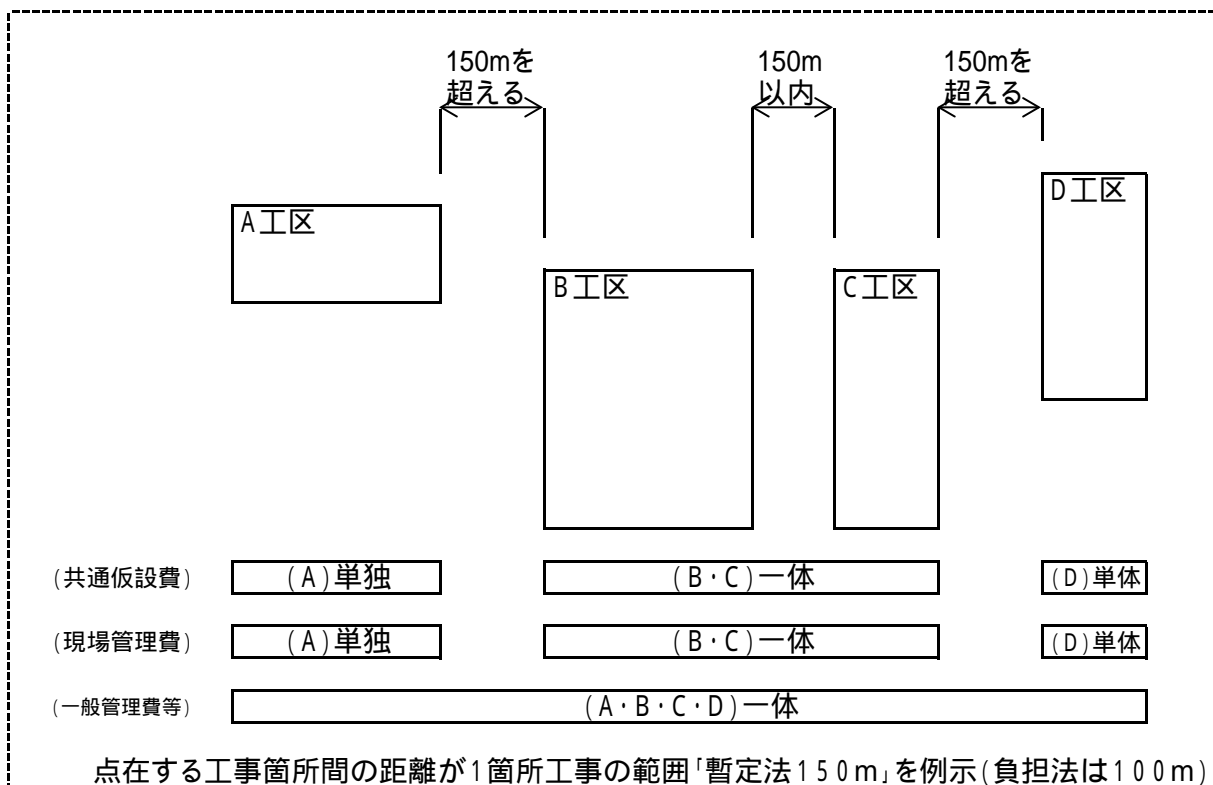 150mを
超える
150m
以内
150mを
超える
A工区
B工区
C工区
D工区
(共通仮設費)
(A)単独
(B・C)一体
(D)単体
(現場管理費)
(A)単独
(B・C)一体
(D)単体
(一般管理費等)
(A・B・C・D)一体
点在する工事箇所間の距離が1箇所工事の範囲「暫定法150m」を例示(負担法は100m)